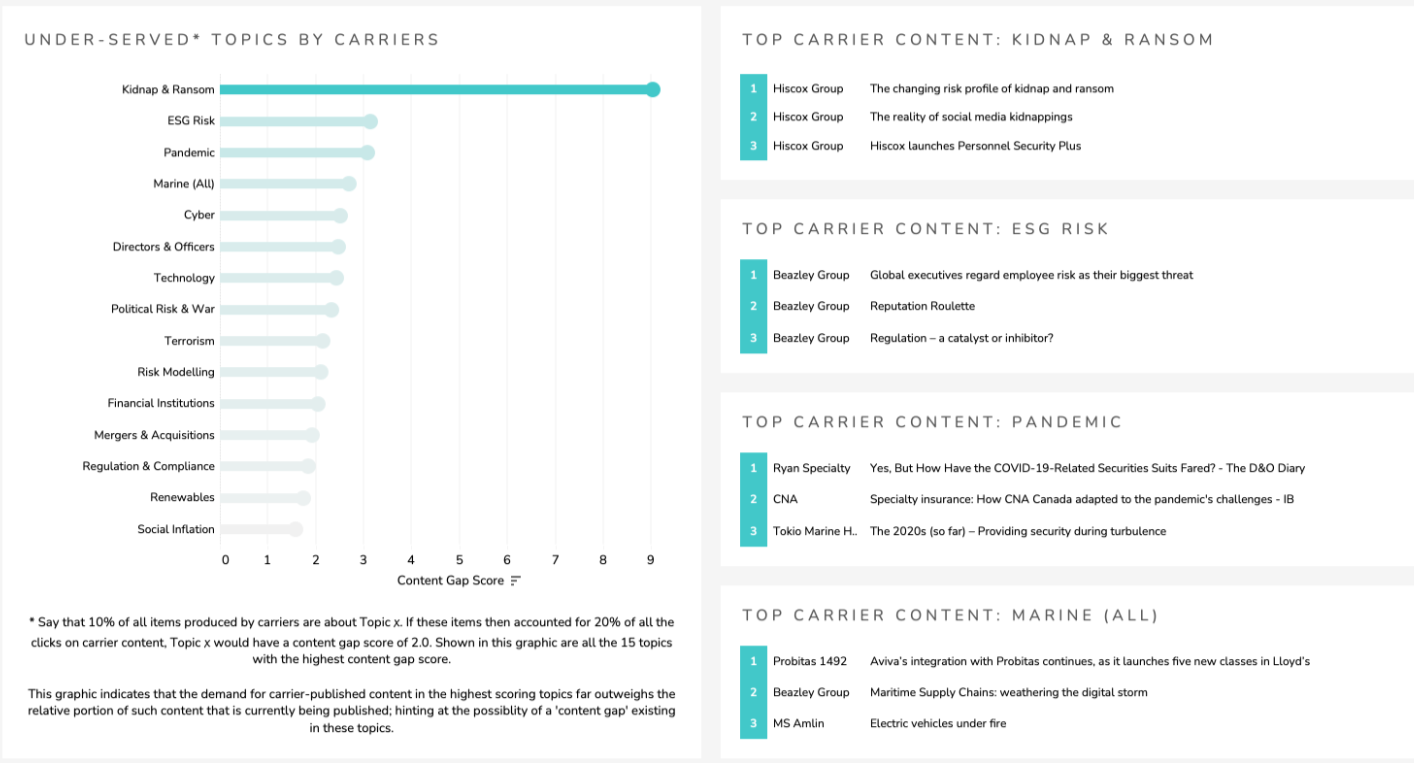 UNDER-SERVED* TOPICS BY CARRIERS
Kidnap & Ransom
ESG Risk
Pandemic
Marine (All)
Cyber
Directors & Officers
Technology
Political Risk & War
Terrorism
Risk Modelling
Financial Institutions
Mergers & Acquisitions
Regulation & Compliance
Renewables
Social Inflation
0 1 2 3 4 5 6 7 8 9
Content Gap Score
* Say that 10% of all items produced by carriers are about Topic x. If these items then accounted for 20% of all the
clicks on carrier content, Topic x would have a content gap score of 2.0. Shown in this graphic are all the 15 topics
with the highest content gap score.
This graphic indicates that the demand for carrier-published content in the highest scoring topics far outweighs the
relative portion of such content that is currently being published; hinting at the possiblity of a 'content gap' existing
in these topics.
TOP CARRIER CONTENT: KIDNAP & RANSOM
1 Hiscox Group The changing risk profile of kidnap and ransom
2 Hiscox Group The reality of social media kidnappings
3 Hiscox Group Hiscox launches Personnel Security Plus
TOP CARRIER CONTENT: ESG RISK
1 Beazley Group Global executives regard employee risk as their biggest threat
2 Beazley Group Reputation Roulette
3 Beazley Group Regulation – a catalyst or inhibitor?
TOP CARRIER CONTENT: PANDEMIC
1 Ryan Specialty Yes, But How Have the COVID-19-Related Securities Suits Fared? - The D&O Diary
2 CNA Specialty insurance: How CNA Canada adapted to the pandemic's challenges - IB
3 Tokio Marine H.. The 2020s (so far) – Providing security during turbulence
TOP CARRIER CONTENT: MARINE (ALL)
1 Probitas 1492 Aviva's integration with Probitas continues, as it launches five new classes in Lloyd's
2 Beazley Group Maritime Supply Chains: weathering the digital storm
3 MS Amlin Electric vehicles under fire